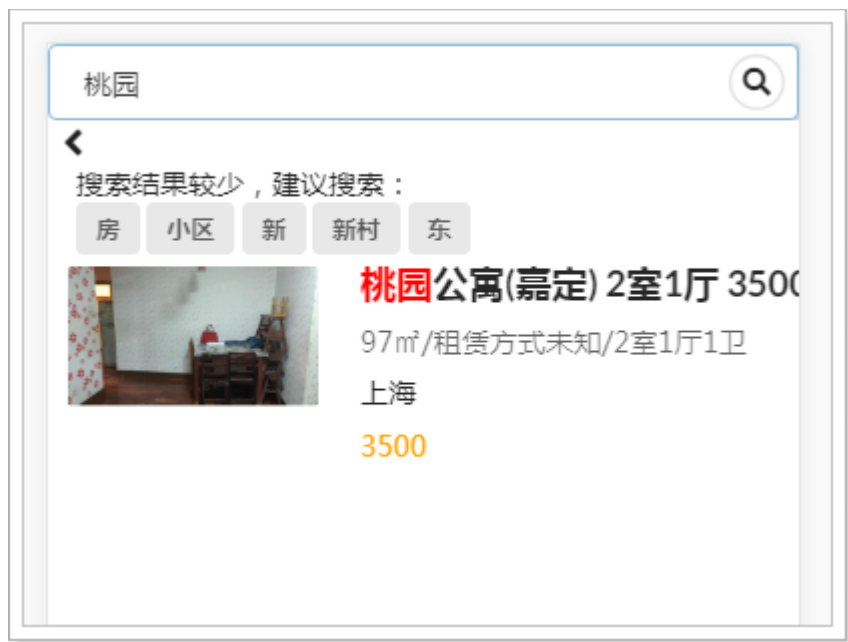 桃园
搜索结果较少，建议搜索：
房 小区 新 新村 东
桃园公寓(嘉定) 2室1厅 3500
97㎡/租赁方式未知/2室1厅1卫
上海
3500